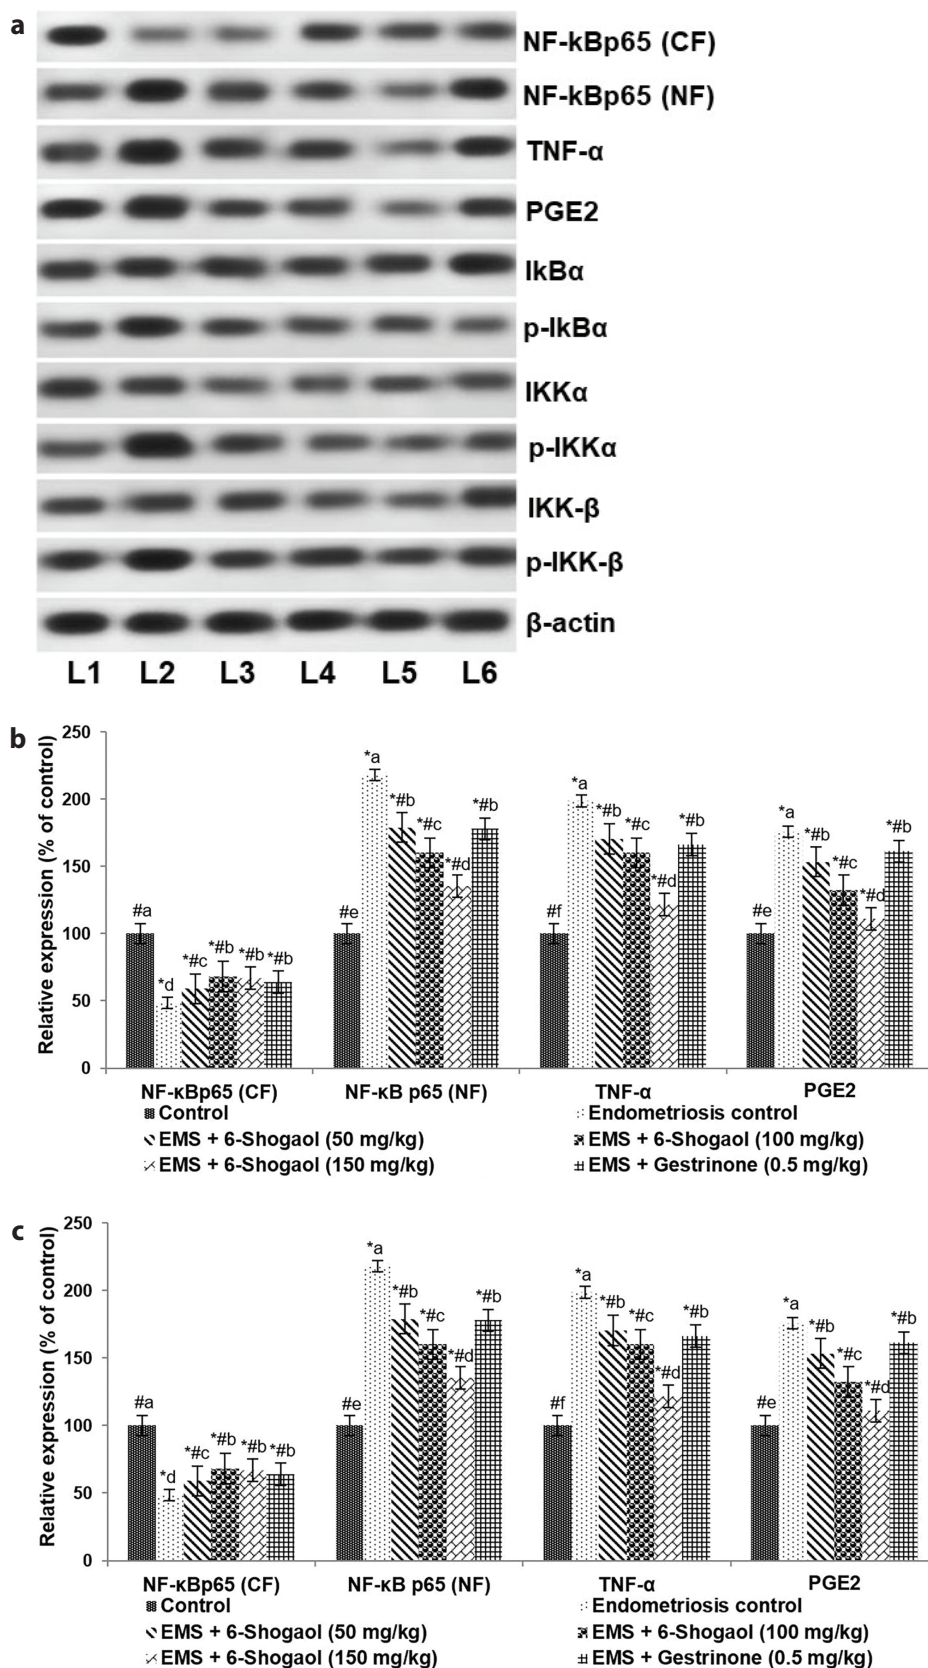 a
NF-kBp65 (CF)
NF-kBp65 (NF)
TNF-α
PGE2
IkBα
p-IkBα
IKKα
p-IKKα
IKK-β
p-IKK-β
β-actin
L1 L2 L3 L4 L5 L6
b
Relative expression (% of control)
250
200
150
100
50
0
#a *d *#c *#b *#b *#b
#e *a *#b *#c *#d *#b
#f *a *#b *#c *#d *#b
#e *a *#b *#c *#d *#b
NF-κBp65 (CF) NF-κB p65 (NF) TNF-α PGE2
Control Endometriosis control
EMS + 6-Shogaol (50 mg/kg) EMS + 6-Shogaol (100 mg/kg)
EMS + 6-Shogaol (150 mg/kg) EMS + Gestrinone (0.5 mg/kg)
c
Relative expression (% of control)
250
200
150
100
50
0
#a *d *#c *#b *#b *#b
#e *a *#b *#c *#d *#b
#f *a *#b *#c *#d *#b
#e *a *#b *#c *#d *#b
NF-κBp65 (CF) NF-κB p65 (NF) TNF-α PGE2
Control Endometriosis control
EMS + 6-Shogaol (50 mg/kg) EMS + 6-Shogaol (100 mg/kg)
EMS + 6-Shogaol (150 mg/kg) EMS + Gestrinone (0.5 mg/kg)